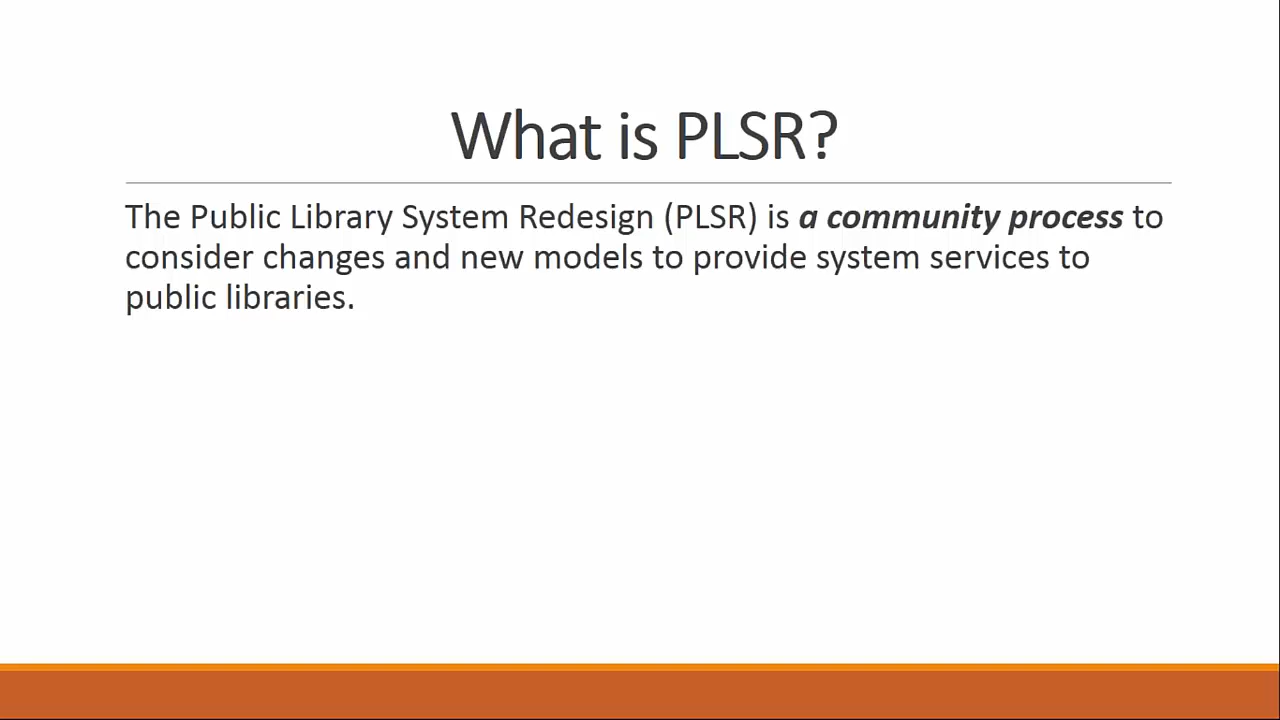 What is PLSR?
The Public Library System Redesign (PLSR) is a community process to
consider changes and new models to provide system services to
public libraries.